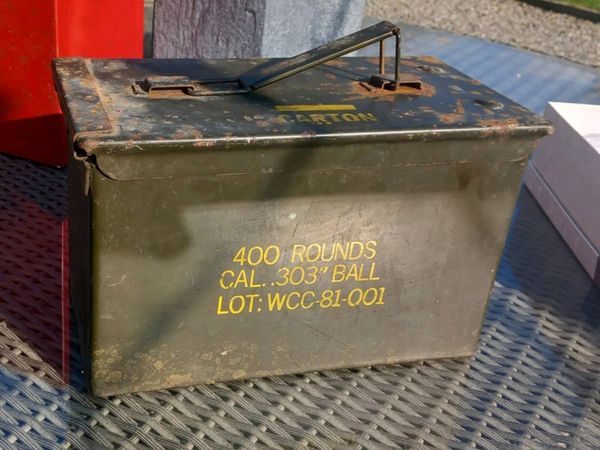 CARTON
400 ROUNDS
CAL. .303" BALL
LOT: WCC-81-001